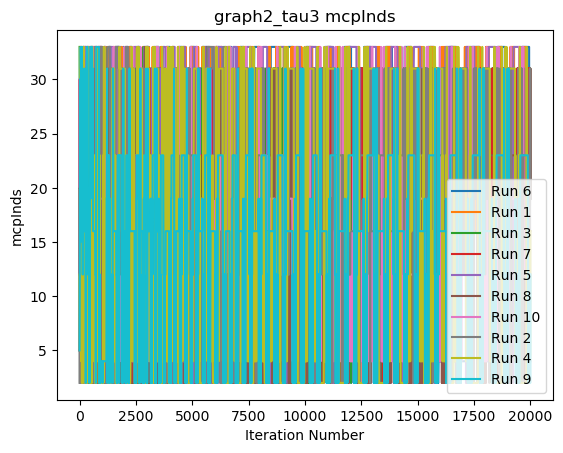 graph2_tau3 mcpInds
mcpInds
30
25
20
15
10
5
0
2500
5000
7500
10000
12500
15000
17500
20000
Iteration Number
Run 6
Run 1
Run 3
Run 7
Run 5
Run 8
Run 10
Run 2
Run 4
Run 9